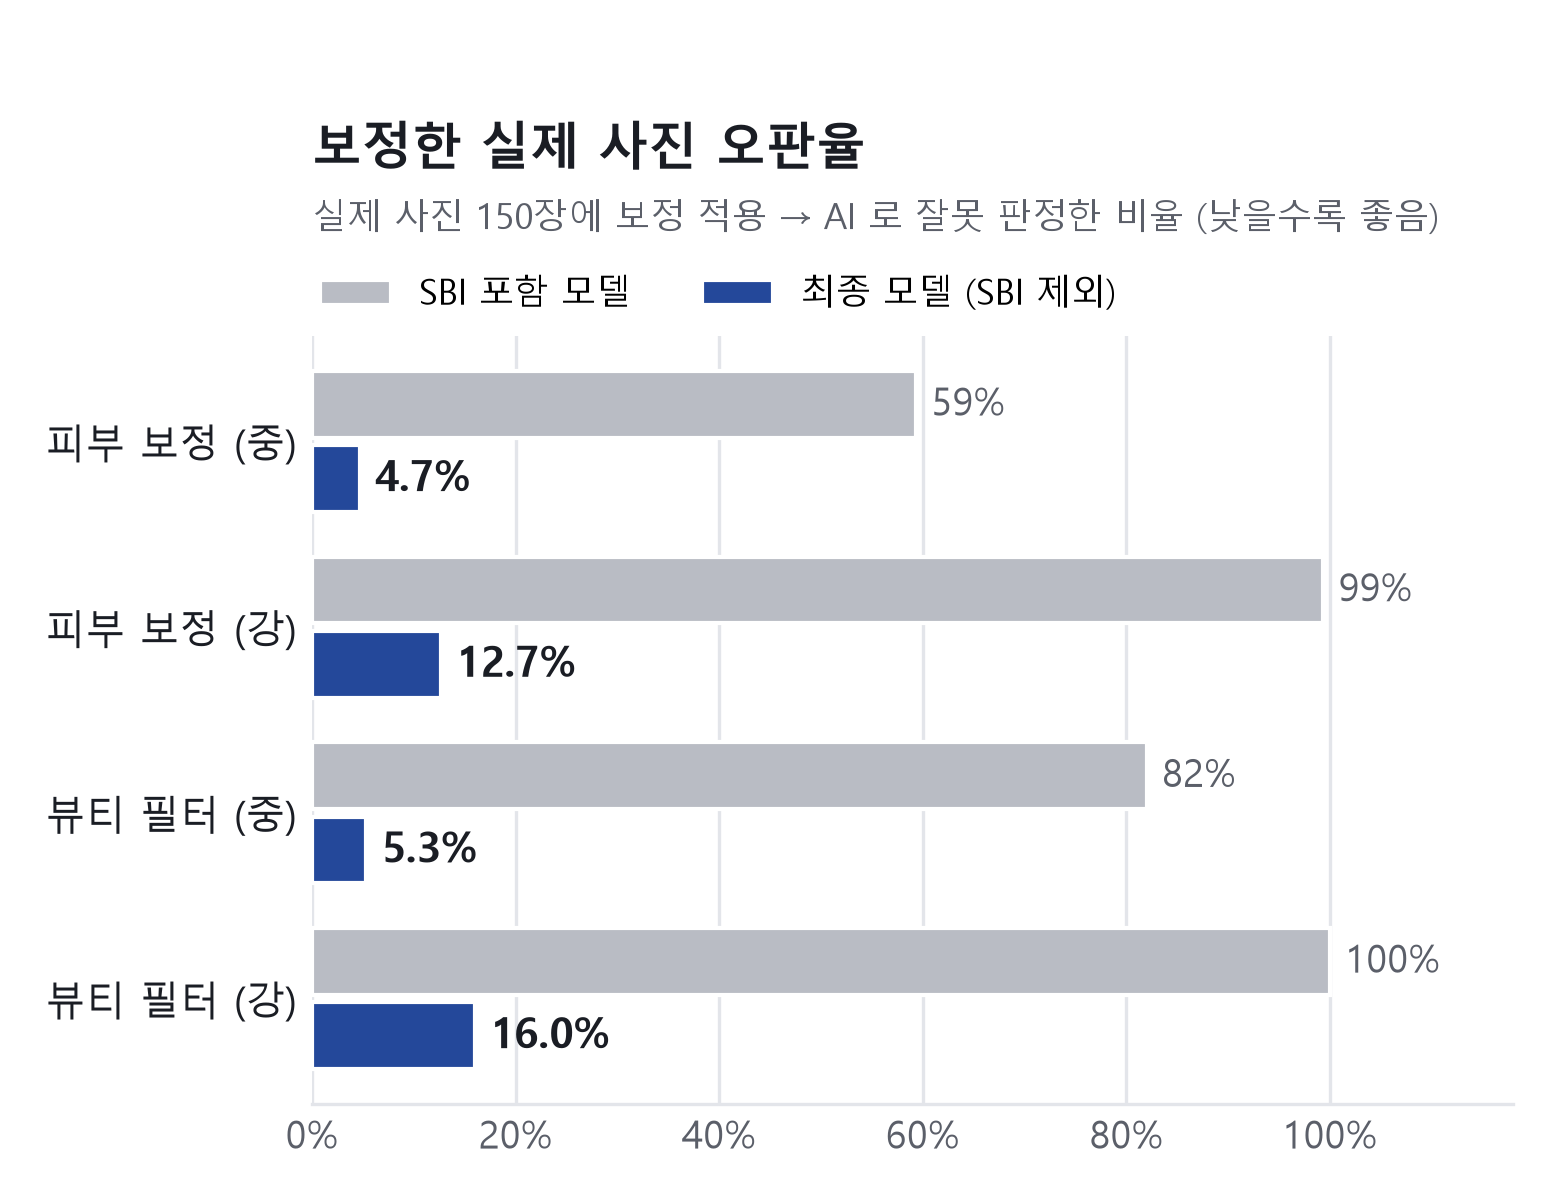 보정한 실제 사진 오판율
실제 사진 150장에 보정 적용 → AI 로 잘못 판정한 비율 (낮을수록 좋음)
SBI 포함 모델 최종 모델 (SBI 제외)
피부 보정 (중) 59%
4.7%
피부 보정 (강) 99%
12.7%
뷰티 필터 (중) 82%
5.3%
뷰티 필터 (강) 100%
16.0%
0% 20% 40% 60% 80% 100%